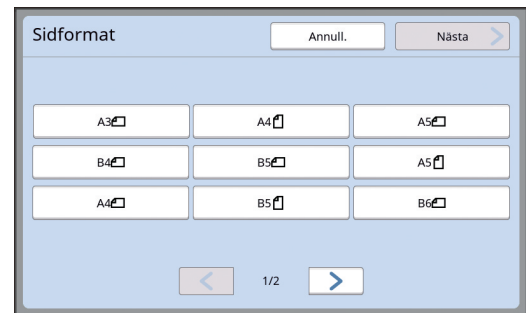 Sidformat Annull. Nästa
A3 A4 A5
B4 B5 A5
A4 B5 B6
1/2